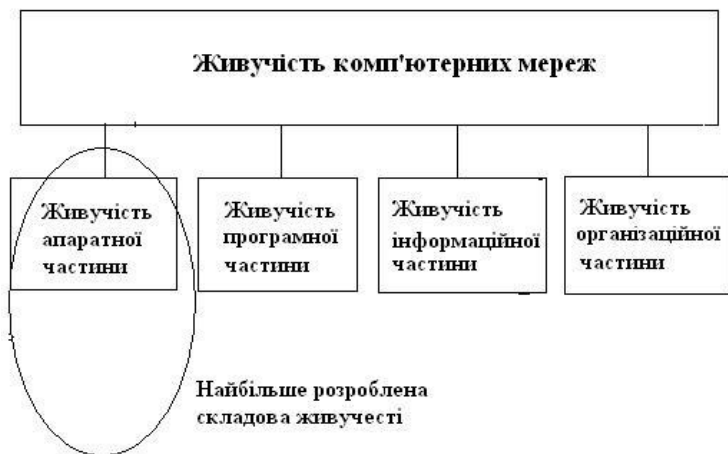 Живучість комп'ютерних мереж
Живучість
апаратної
частини
Живучість
програмної
частини
Живучість
інформаційної
частини
Живучість
організаційної
частини
Найбільше розроблена
складова живучесті